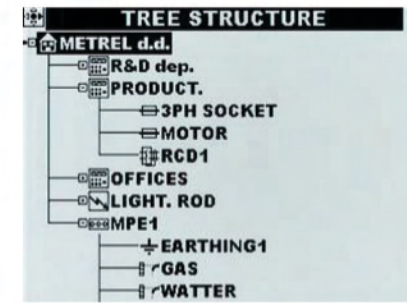 TREE STRUCTURE
METREL d.d.
R&D dep.
PRODUCT.
3PH SOCKET
MOTOR
RCD1
OFFICES
LIGHT. ROD
MPE1
EARTHING1
GAS
WATTER